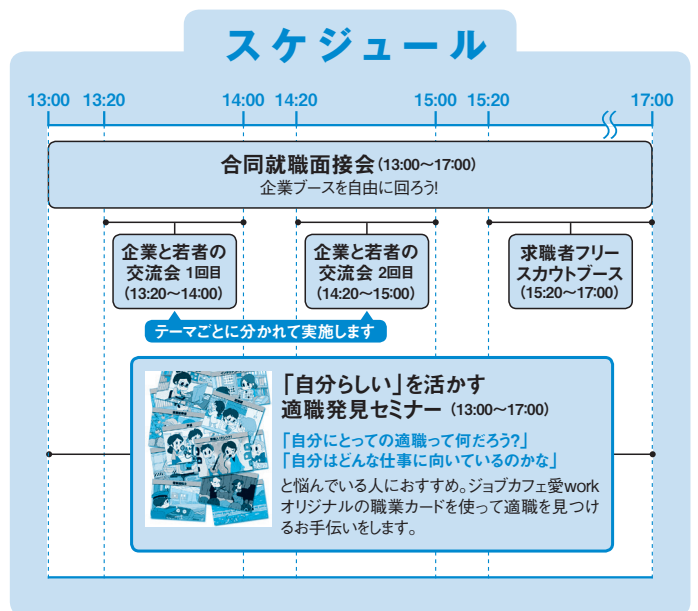 スケジュール
13:00 13:20 14:00 14:20 15:00 15:20 17:00
合同就職面接会(13:00〜17:00)
企業ブースを自由に回ろう!
企業と若者の
交流会 1回目
(13:20〜14:00)
企業と若者の
交流会 2回目
(14:20〜15:00)
求職者フリー
スカウトブース
(15:20〜17:00)
テーマごとに分かれて実施します
「自分らしい」を活かす
適職発見セミナー (13:00〜17:00)
「自分にとっての適職って何だろう?」
「自分はどんな仕事に向いているのかな」
と悩んでいる人におすすめ。ジョブカフェ愛work
オリジナルの職業カードを使って適職を見つけ
るお手伝いをします。